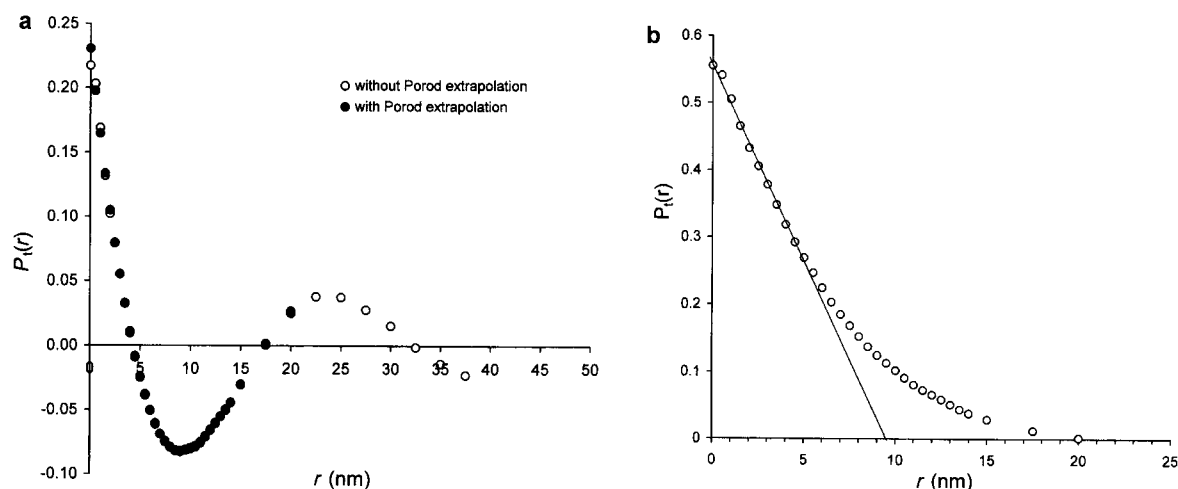 a
0.25
0.20
0.15
0.10
0.05
0.00
-0.05
-0.10
Pt(r)
0 5 10 15 20 25 30 35 40 45 50
r (nm)
without Porod extrapolation
with Porod extrapolation
b
0.6
0.5
0.4
0.3
0.2
0.1
0
Pt(r)
0 5 10 15 20 25
r (nm)